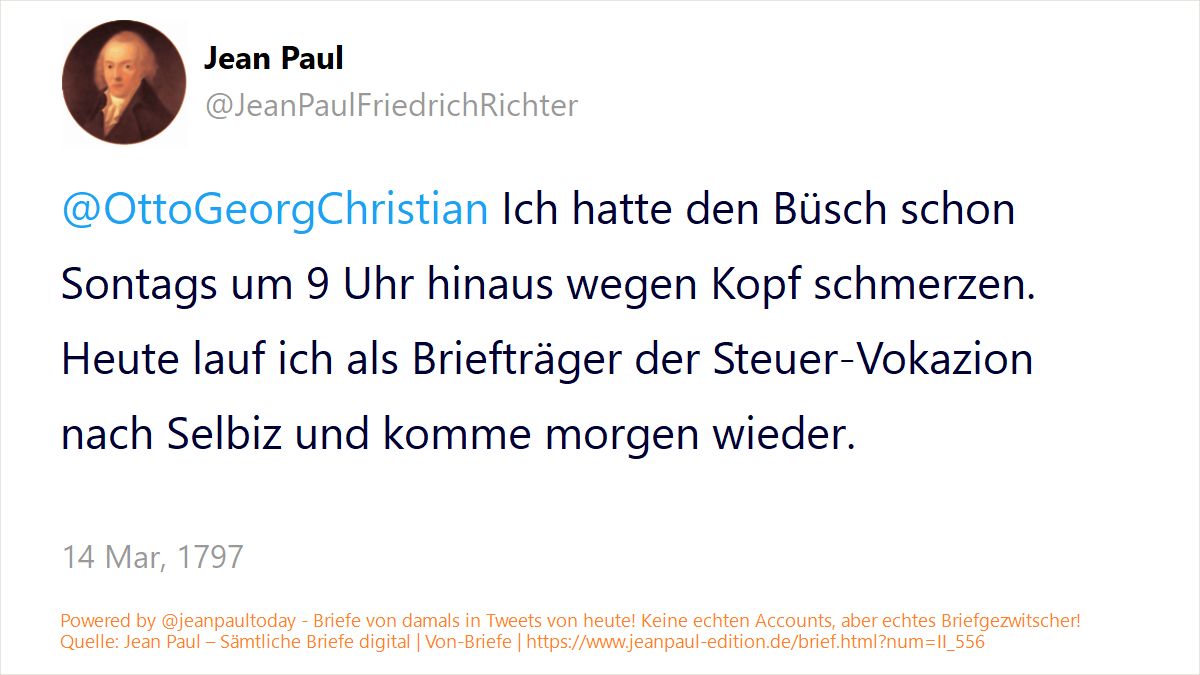 Jean Paul
@JeanPaulFriedrichRichter
@OttoGeorgChristian Ich hatte den Büsch schon
Sontags um 9 Uhr hinaus wegen Kopf schmerzen.
Heute lauf ich als Briefträger der Steuer-Vokazion
nach Selbiz und komme morgen wieder.
14 Mar, 1797
Powered by @jeanpaultoday - Briefe von damals in Tweets von heute! Keine echten Accounts, aber echtes Briefgezwitscher!
Quelle: Jean Paul – Sämtliche Briefe digital | Von-Briefe | https://www.jeanpaul-edition.de/brief.html?num=II_556